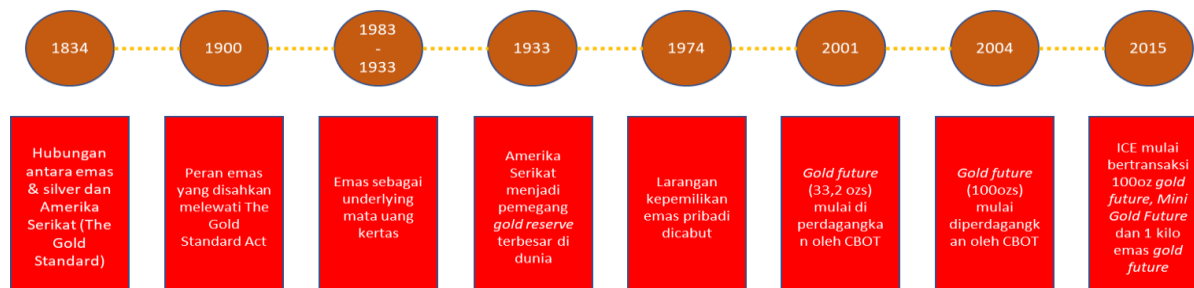 1834
1900
1983
-
1933
1933
1974
2001
2004
2015
Hubungan
antara emas
& silver dan
Amerika
Serikat (The
Gold
Standard)
Peran emas
yang disahkan
melewati The
Gold
Standard Act
Emas sebagai
underlying
mata uang
kertas
Amerika
Serikat
menjadi
pemegang
gold reserve
terbesar di
dunia
Larangan
kepemilikan
emas pribadi
dicabut
Gold future
(33,2 ozs)
mulai di
perdagangka
n oleh CBOT
Gold future
(100ozs)
mulai
diperdagangk
an oleh CBOT
ICE mulai
bertransaksi
100oz gold
future, Mini
Gold Future
dan 1 kilo
emas gold
future